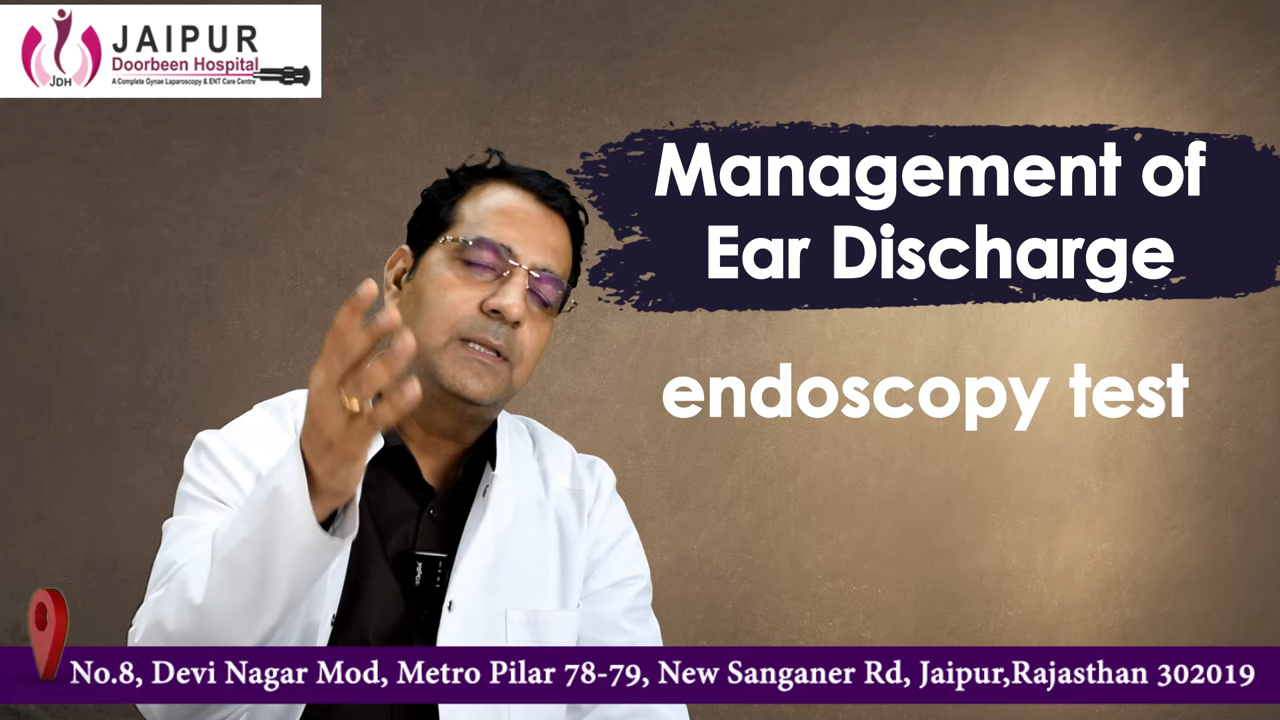 JAIPUR
Doorbeen Hospital
A Complete Gynae Laparoscopy & ENT Care Centre
JDH
Management of
Ear Discharge
endoscopy test
No.8, Devi Nagar Mod, Metro Pilar 78-79, New Sanganer Rd, Jaipur,Rajasthan 302019